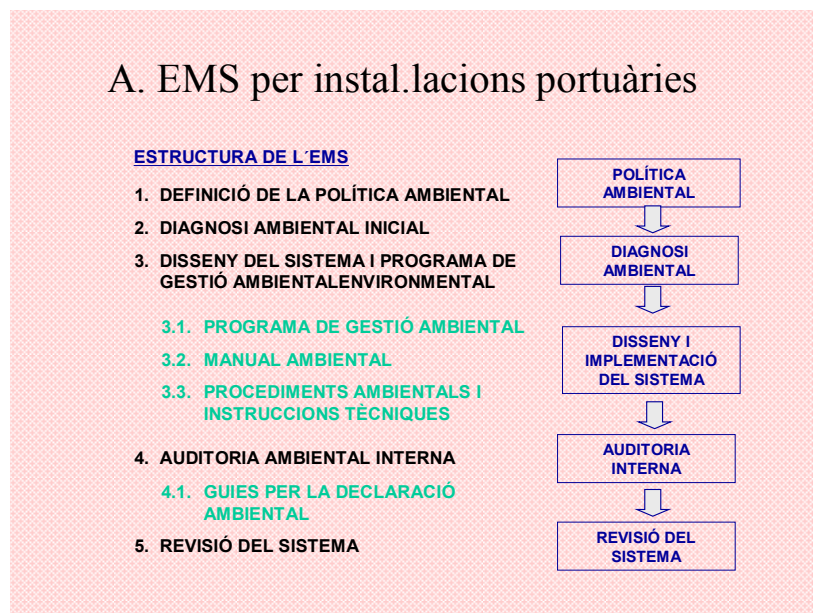 A. EMS per instal.lacions portuàries
ESTRUCTURA DE L´EMS
1. DEFINICIÓ DE LA POLÍTICA AMBIENTAL
2. DIAGNOSI AMBIENTAL INICIAL
3. DISSENY DEL SISTEMA I PROGRAMA DE
GESTIÓ AMBIENTALENVIRONMENTAL
3.1. PROGRAMA DE GESTIÓ AMBIENTAL
3.2. MANUAL AMBIENTAL
3.3. PROCEDIMENTS AMBIENTALS I
INSTRUCCIONS TÈCNIQUES
4. AUDITORIA AMBIENTAL INTERNA
4.1. GUIES PER LA DECLARACIÓ
AMBIENTAL
5. REVISIÓ DEL SISTEMA
POLÍTICA
AMBIENTAL
DIAGNOSI
AMBIENTAL
DISSENY I
IMPLEMENTACIÓ
DEL SISTEMA
AUDITORIA
INTERNA
REVISIÓ DEL
SISTEMA